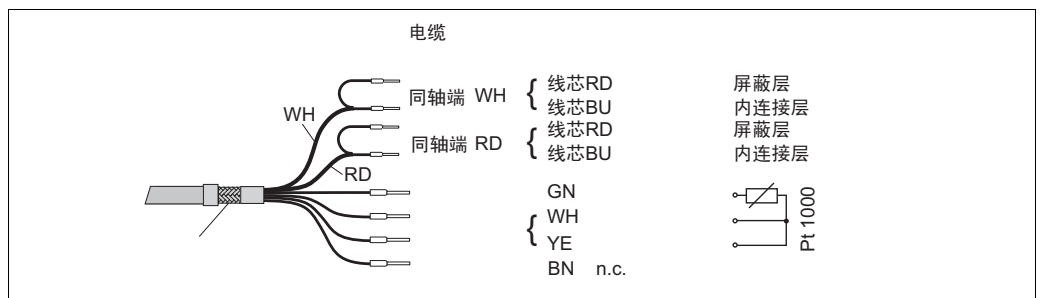 电缆
WH
同轴端 WH { 线芯RD 屏蔽层
线芯BU 内连接层
RD
同轴端 RD { 线芯RD 屏蔽层
线芯BU 内连接层
GN
{ WH
YE
BN n.c.
Pt 1000